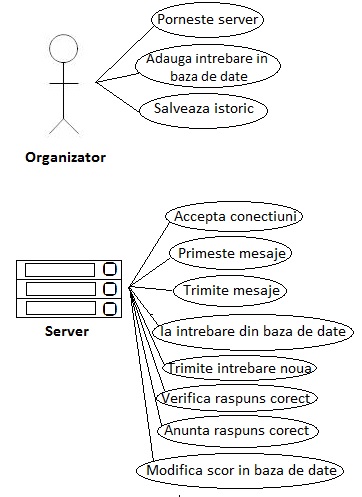 Porneste server
Adauga intrebare in
baza de date
Salveaza istoric
Organizator
Accepta conectiuni
Primeste mesaje
Trimite mesaje
Ia intrebare din baza de date
Server
Trimite intrebare noua
Verifica raspuns corect
Anunta raspuns corect
Modifica scor in baza de date